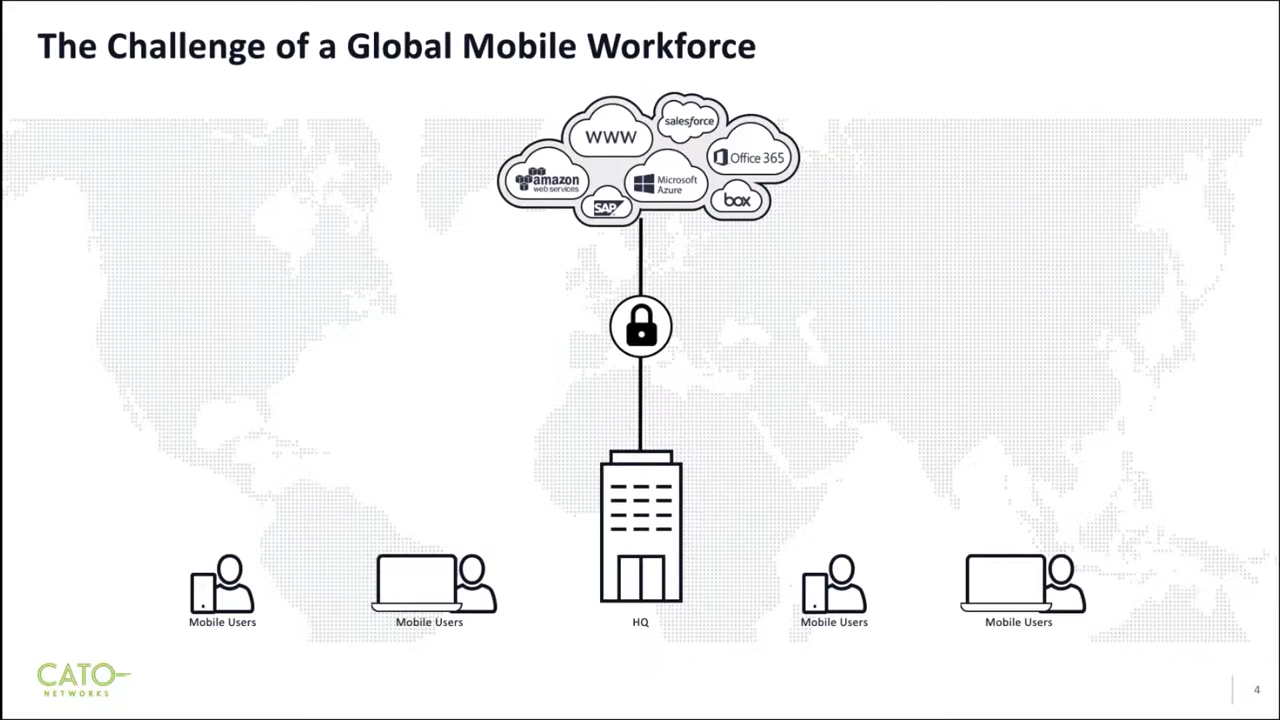 The Challenge of a Global Mobile Workforce
www
salesforce
Office 365
amazon
web services
Microsoft
Azure
SAP
box
Mobile Users
Mobile Users
HQ
Mobile Users
Mobile Users
CATO
NETWORKS
4